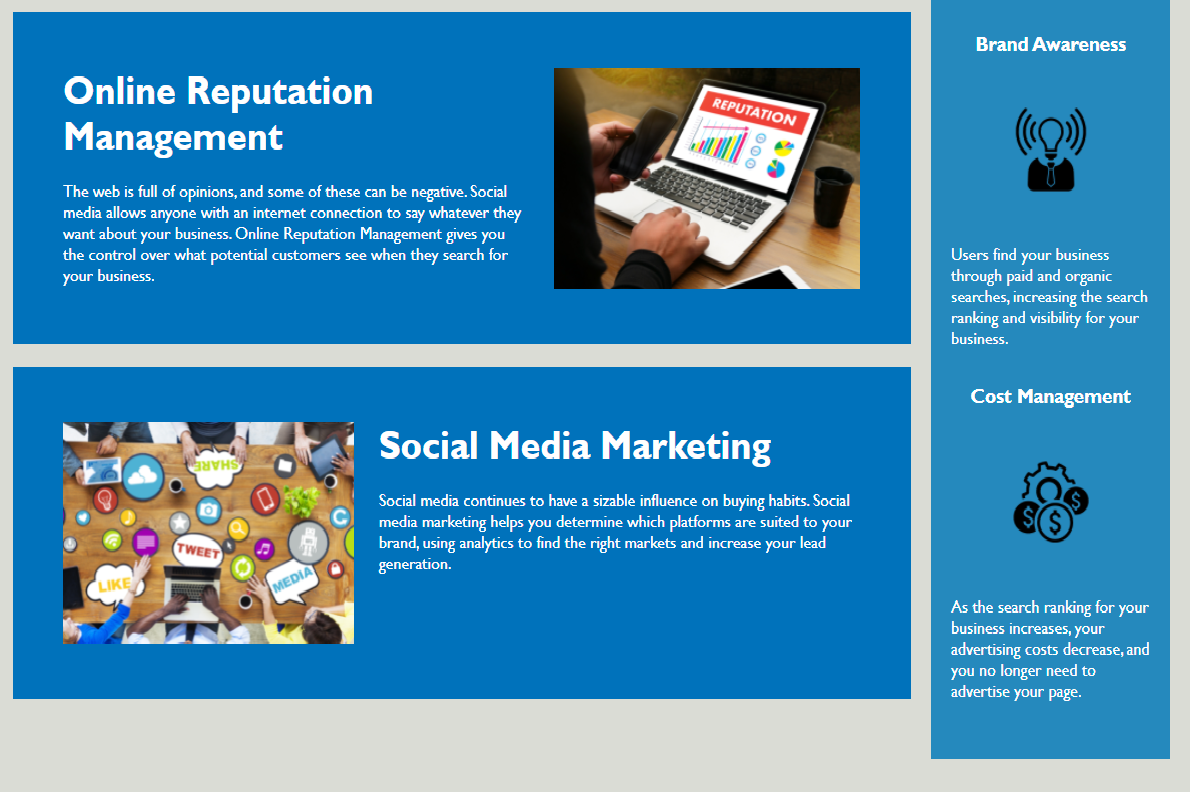 Online Reputation
Management
The web is full of opinions, and some of these can be negative. Social
media allows anyone with an internet connection to say whatever they
want about your business. Online Reputation Management gives you
the control over what potential customers see when they search for
your business.
REPUTATION
Social Media Marketing
Social media continues to have a sizable influence on buying habits. Social
media marketing helps you determine which platforms are suited to your
brand, using analytics to find the right markets and increase your lead
generation.
SHARE
TWEET
LIKE
MEDIA
Brand Awareness
Users find your business
through paid and organic
searches, increasing the search
ranking and visibility for your
business.
Cost Management
$
$
$
As the search ranking for your
business increases, your
advertising costs decrease, and
you no longer need to
advertise your page.